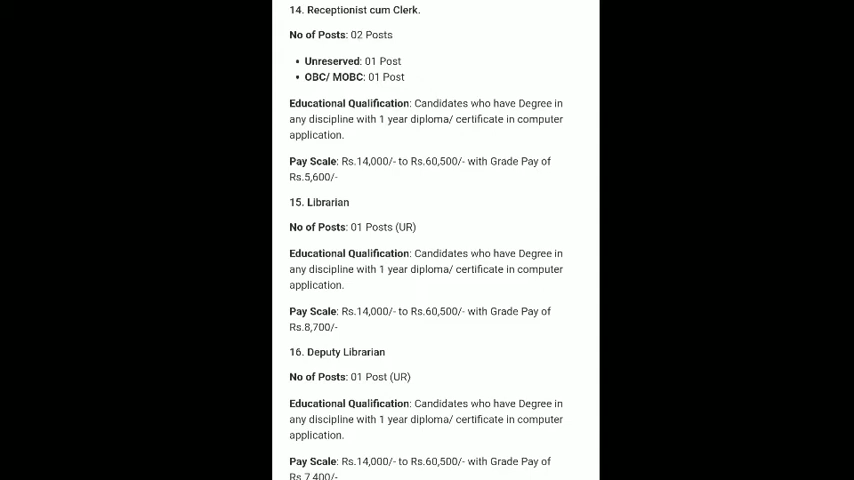 14. Receptionist cum Clerk.
No of Posts: 02 Posts
• Unreserved: 01 Post
• OBC/ MOBC: 01 Post
Educational Qualification: Candidates who have Degree in
any discipline with 1 year diploma/ certificate in computer
application.
Pay Scale: Rs.14,000/- to Rs.60,500/- with Grade Pay of
Rs.5,600/-
15. Librarian
No of Posts: 01 Posts (UR)
Educational Qualification: Candidates who have Degree in
any discipline with 1 year diploma/ certificate in computer
application.
Pay Scale: Rs.14,000/- to Rs.60,500/- with Grade Pay of
Rs.8,700/-
16. Deputy Librarian
No of Posts: 01 Post (UR)
Educational Qualification: Candidates who have Degree in
any discipline with 1 year diploma/ certificate in computer
application.
Pay Scale: Rs.14,000/- to Rs.60,500/- with Grade Pay of
Rs.7,400/-